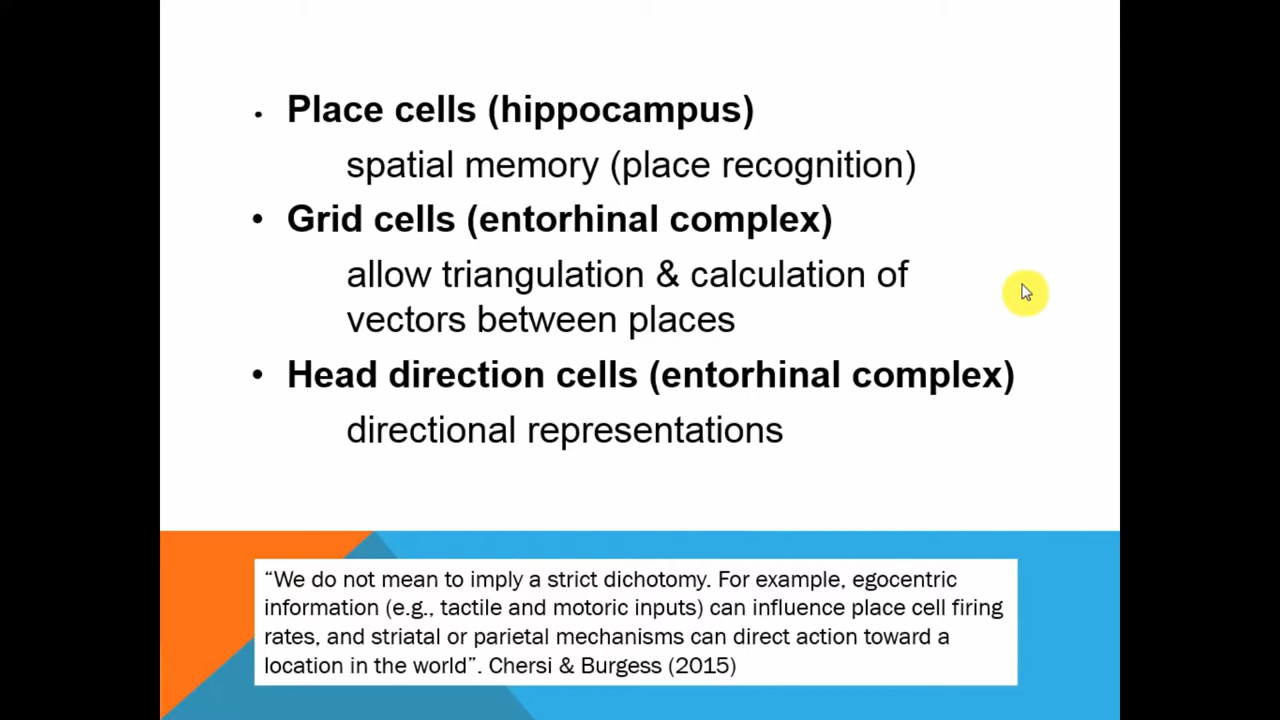 • Place cells (hippocampus)
spatial memory (place recognition)
• Grid cells (entorhinal complex)
allow triangulation & calculation of
vectors between places
• Head direction cells (entorhinal complex)
directional representations
“We do not mean to imply a strict dichotomy. For example, egocentric
information (e.g., tactile and motoric inputs) can influence place cell firing
rates, and striatal or parietal mechanisms can direct action toward a
location in the world”. Chersi & Burgess (2015)